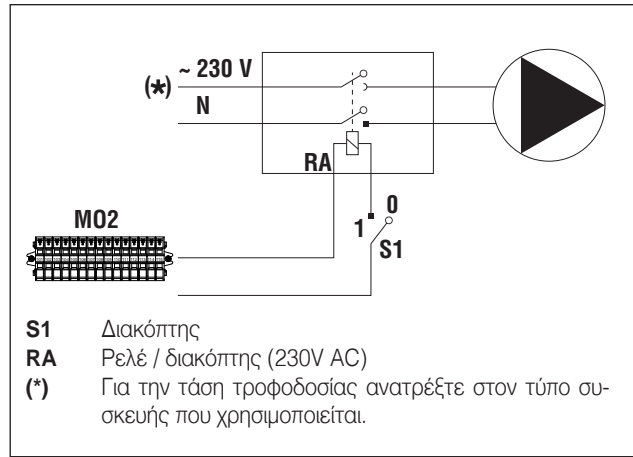 (*) ~ 230 V
N
RA
MO2
1 0
S1
S1 Διακόπτης
RA Ρελέ / διακόπτης (230V AC)
(*) Για την τάση τροφοδοσίας ανατρέξτε στον τύπο συ-
σκευής που χρησιμοποιείται.